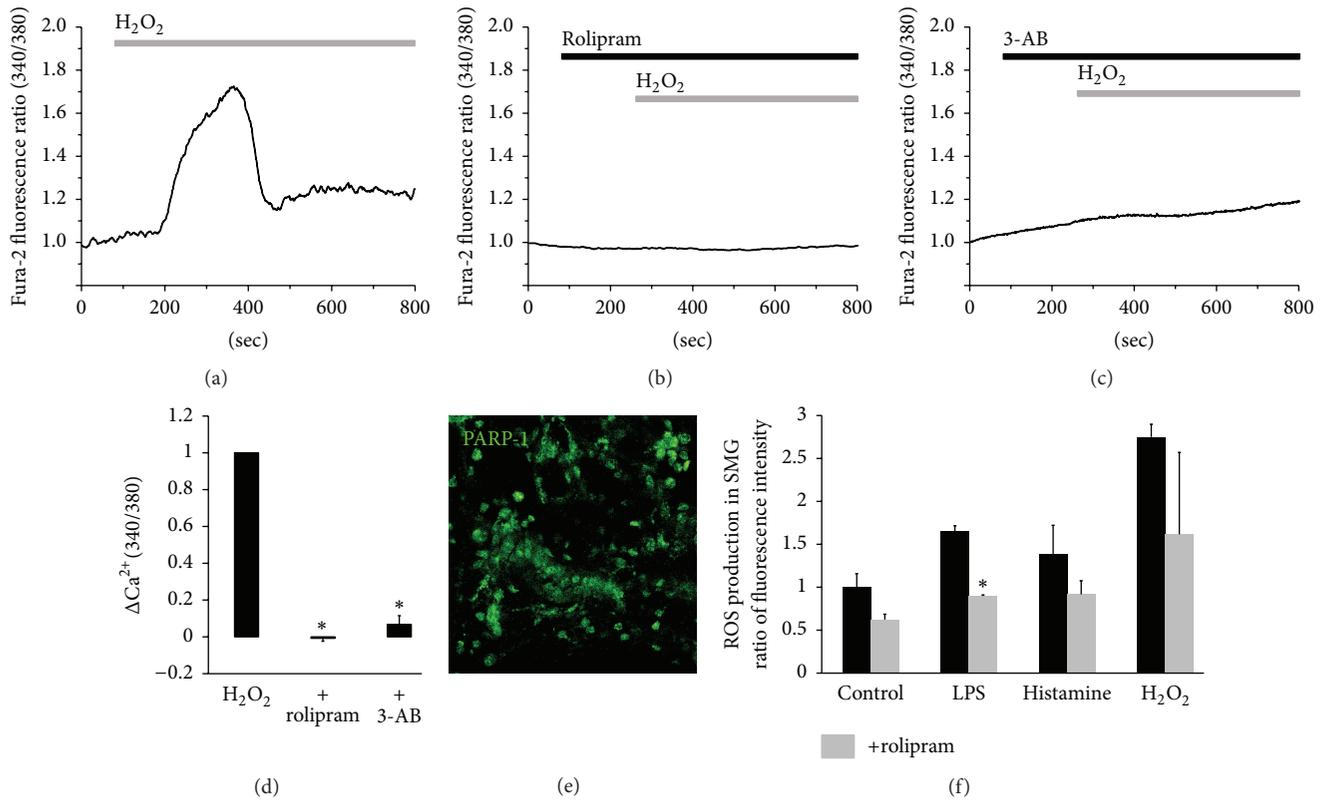 H₂O₂
Fura-2 fluorescence ratio (340/380)
2.0
1.8
1.6
1.4
1.2
1.0
0 200 400 600 800
(sec)
(a)
Rolipram
H₂O₂
Fura-2 fluorescence ratio (340/380)
2.0
1.8
1.6
1.4
1.2
1.0
0 200 400 600 800
(sec)
(b)
3-AB
H₂O₂
Fura-2 fluorescence ratio (340/380)
2.0
1.8
1.6
1.4
1.2
1.0
0 200 400 600 800
(sec)
(c)
ΔCa²⁺ (340/380)
1.2
1
0.8
0.6
0.4
0.2
0
−0.2
* *
H₂O₂ + +
rolipram 3-AB
(d)
PARP-1
(e)
ROS production in SMG
ratio of fluorescence intensity
3
2.5
2
1.5
1
0.5
0
*
Control LPS Histamine H₂O₂
+rolipram
(f)